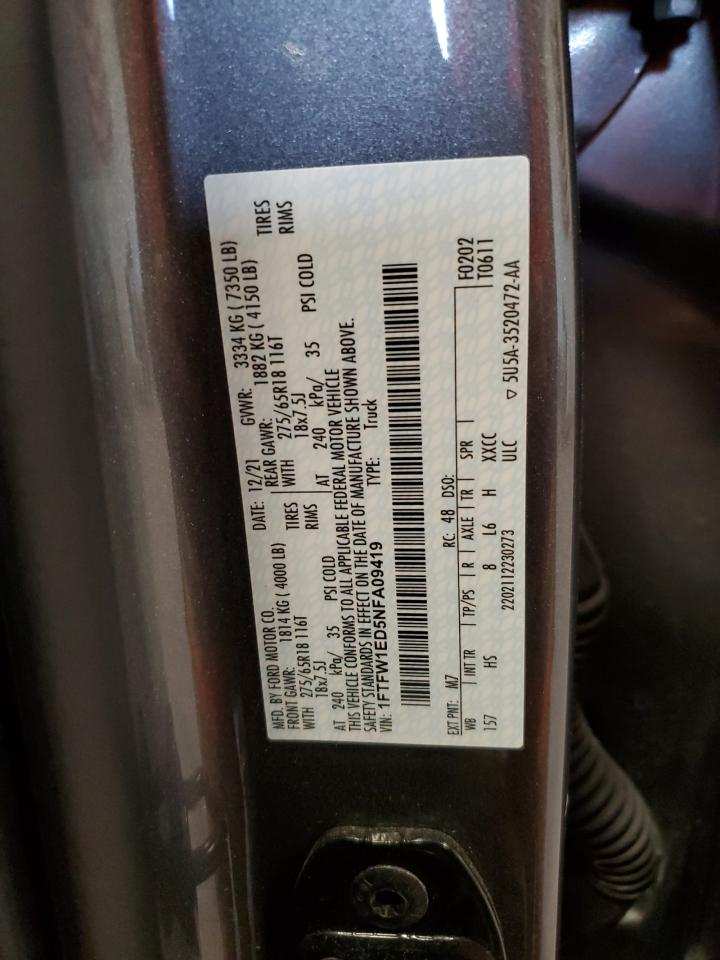 MFD. BY FORD MOTOR CO. DATE: 12/21 GVWR: 3334 KG ( 7350 LB)
FRONT GAWR: 1814 KG ( 4000 LB) REAR GAWR: 1882 KG ( 4150 LB)
WITH 275/65R18 116T TIRES WITH 275/65R18 116T TIRES
18x7.5J RIMS 18x7.5J RIMS
AT 240 kPa/ 35 PSI COLD AT 240 kPa/ 35 PSI COLD
THIS VEHICLE CONFORMS TO ALL APPLICABLE FEDERAL MOTOR VEHICLE
SAFETY STANDARDS IN EFFECT ON THE DATE OF MANUFACTURE SHOWN ABOVE.
VIN: 1FTFW1ED5NFA09419 TYPE: Truck
EXT PNT: M7 RC: 48 DSO: F0202
WB INT TR TP/PS R AXLE TR SPR T0611
157 HS 8 L6 H XXCC
2202112230273 ULC ▽ 5U5A-3520472-AA